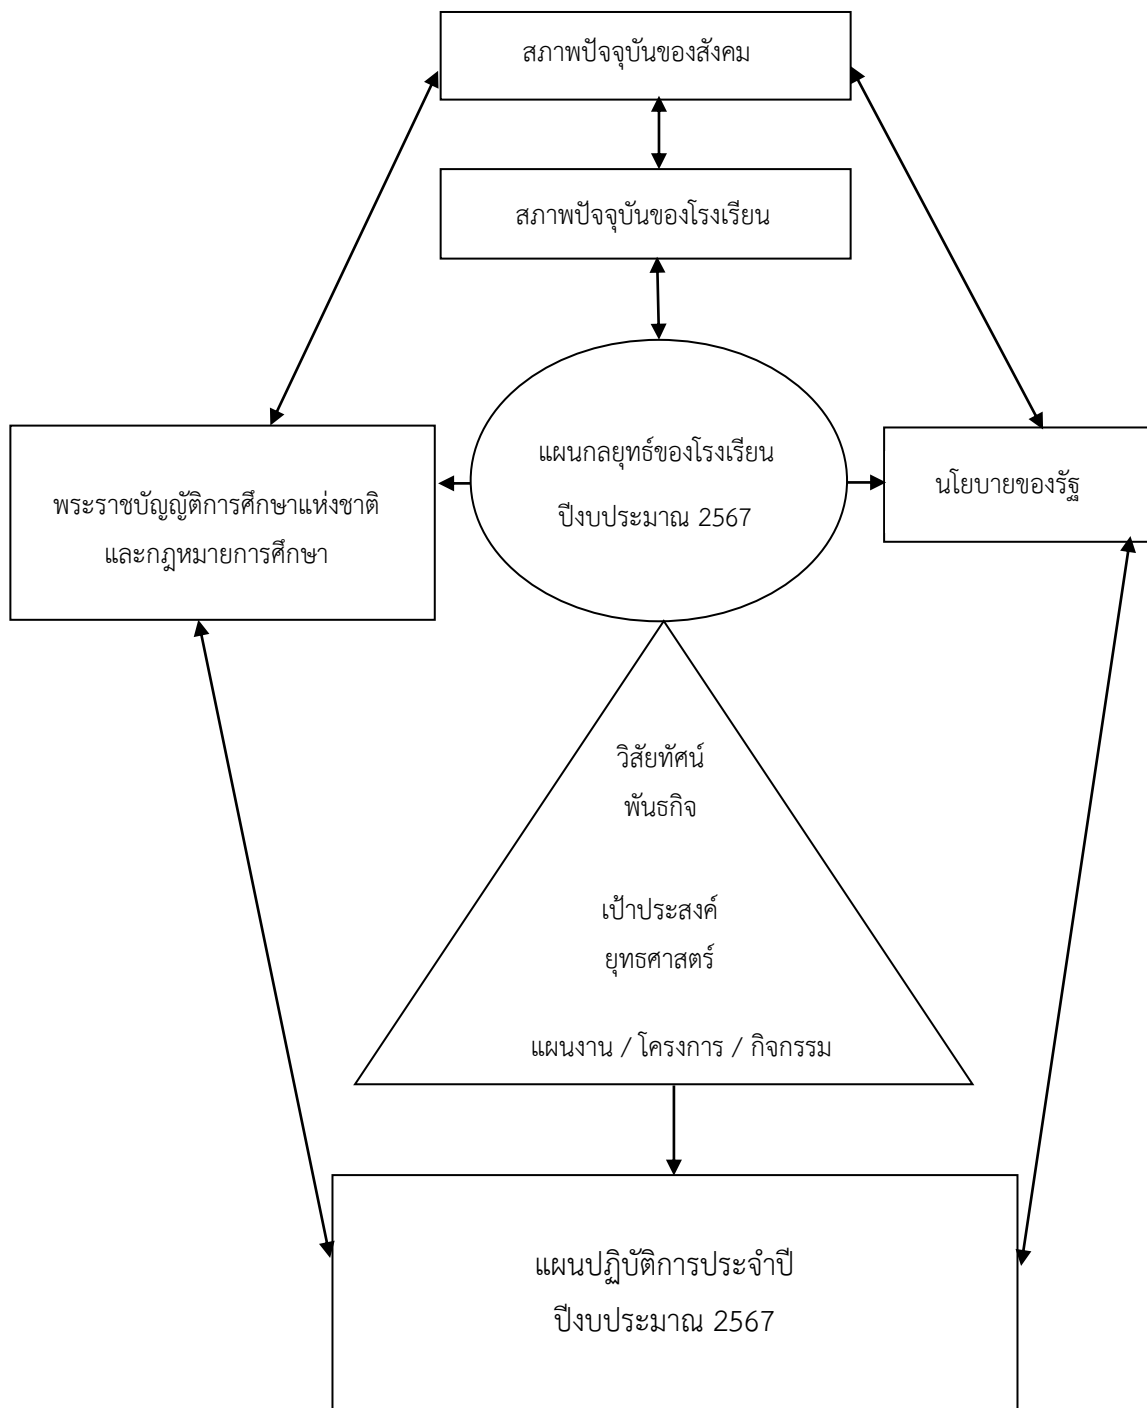 สภาพปัจจุบันของสังคม
สภาพปัจจุบันของโรงเรียน
แผนกลยุทธ์ของโรงเรียน
ปีงบประมาณ 2567
พระราชบัญญัติการศึกษาแห่งชาติ
และกฎหมายการศึกษา
นโยบายของรัฐ
วิสัยทัศน์
พันธกิจ
เป้าประสงค์
ยุทธศาสตร์
แผนงาน / โครงการ / กิจกรรม
แผนปฏิบัติการประจำปี
ปีงบประมาณ 2567